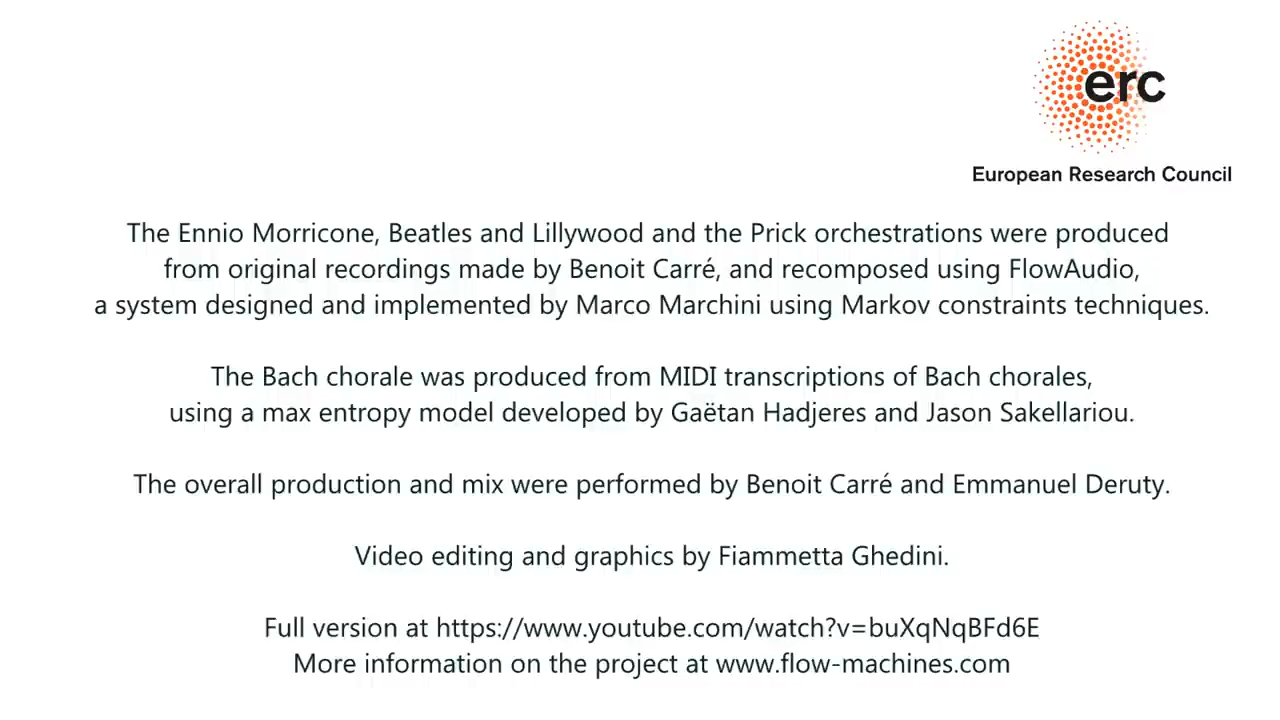 erc
European Research Council
The Ennio Morricone, Beatles and Lillywood and the Prick orchestrations were produced
from original recordings made by Benoit Carré, and recomposed using FlowAudio,
a system designed and implemented by Marco Marchini using Markov constraints techniques.
The Bach chorale was produced from MIDI transcriptions of Bach chorales,
using a max entropy model developed by Gaëtan Hadjeres and Jason Sakellariou.
The overall production and mix were performed by Benoit Carré and Emmanuel Deruty.
Video editing and graphics by Fiammetta Ghedini.
Full version at https://www.youtube.com/watch?v=buXqNqBFd6E
More information on the project at www.flow-machines.com